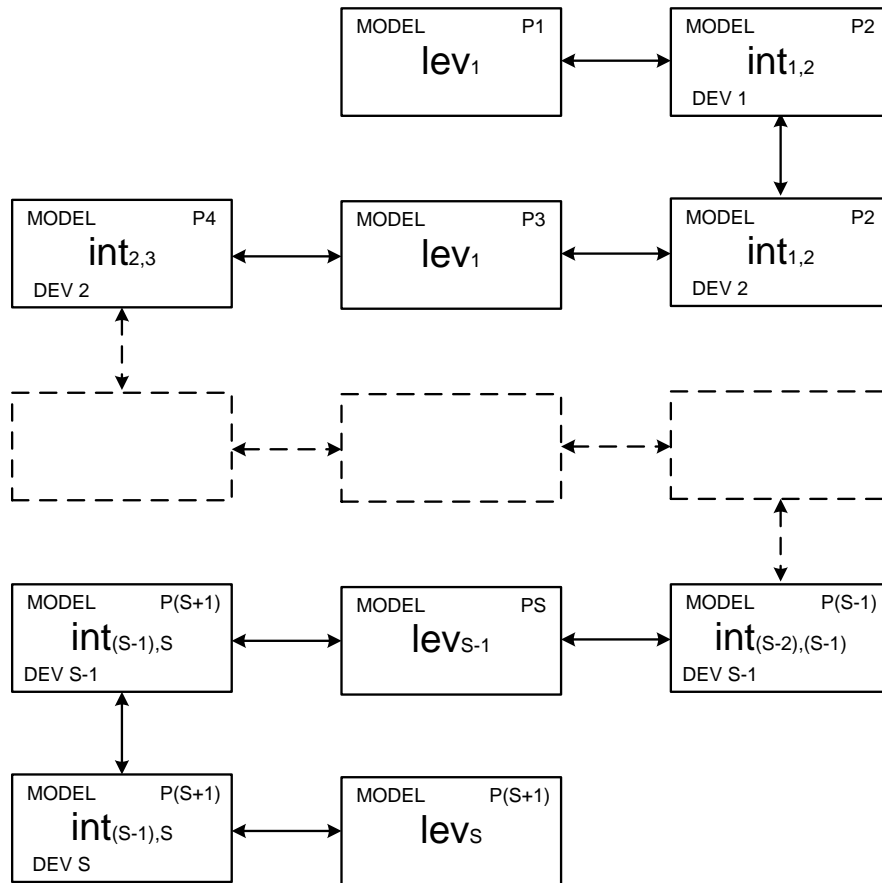 MODEL P1
lev1
MODEL P2
int1,2
DEV 1
MODEL P4
int2,3
DEV 2
MODEL P3
lev1
MODEL P2
int1,2
DEV 2
MODEL P(S+1)
int(S-1),S
DEV S-1
MODEL PS
levS-1
MODEL P(S-1)
int(S-2),(S-1)
DEV S-1
MODEL P(S+1)
int(S-1),S
DEV S
MODEL P(S+1)
levS